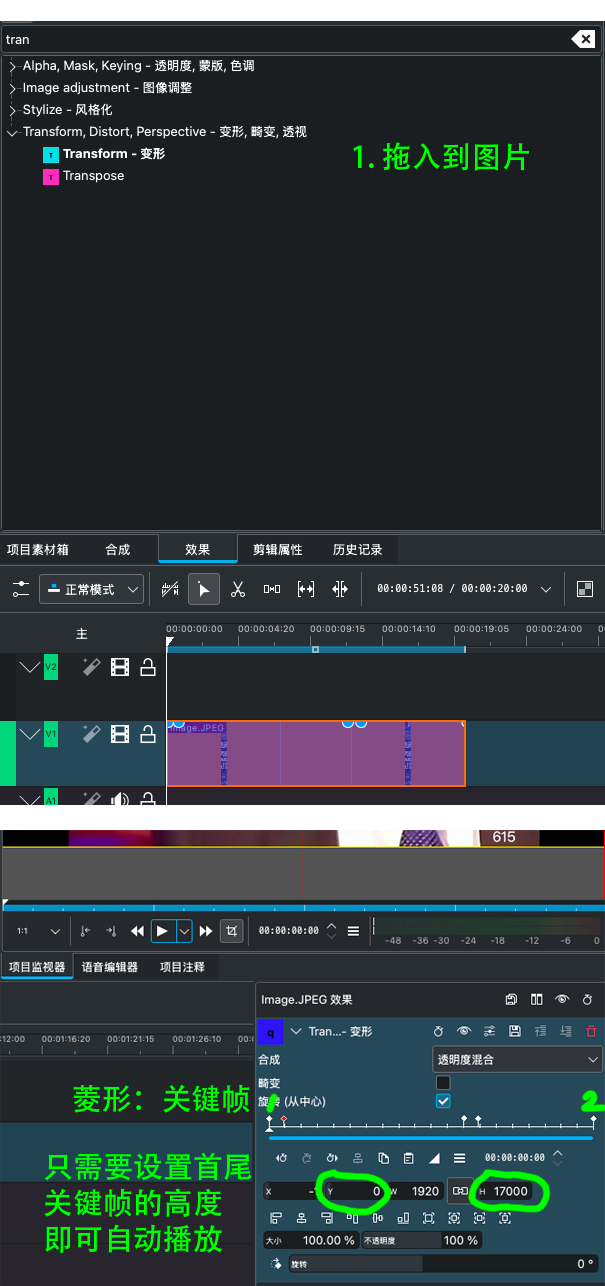 tran
Alpha, Mask, Keying - 透明度, 蒙版, 色调
Image adjustment - 图像调整
Stylize - 风格化
Transform, Distort, Perspective - 变形, 畸变, 透视
Transform - 变形
Transpose
1. 拖入到图片
项目素材箱 合成 效果 剪辑属性 历史记录
正常模式 00:00:51:08 / 00:00:20:00
主 00:00:00:00 00:00:04:20 00:00:09:15 00:00:14:10 00:00:19:05 00:00:24:00
V2
V1
Image.JPEG
A1
615
1:1 00:00:00:00 -48 -36 -30 -24 -18 -12 -6 0
项目监视器 语音编辑器 项目注释
Image.JPEG 效果
q Tran...- 变形
:12:00 00:01:16:20 00:01:21:15 00:01:26:10
合成 透明度混合
畸变
旋转 (从中心)
1 2
菱形：关键帧
只需要设置首尾
关键帧的高度
即可自动播放
00:00:00:00
X Y 0 W 1920 H 17000
大小 100.00 % 不透明度 100 %
旋转 0 °